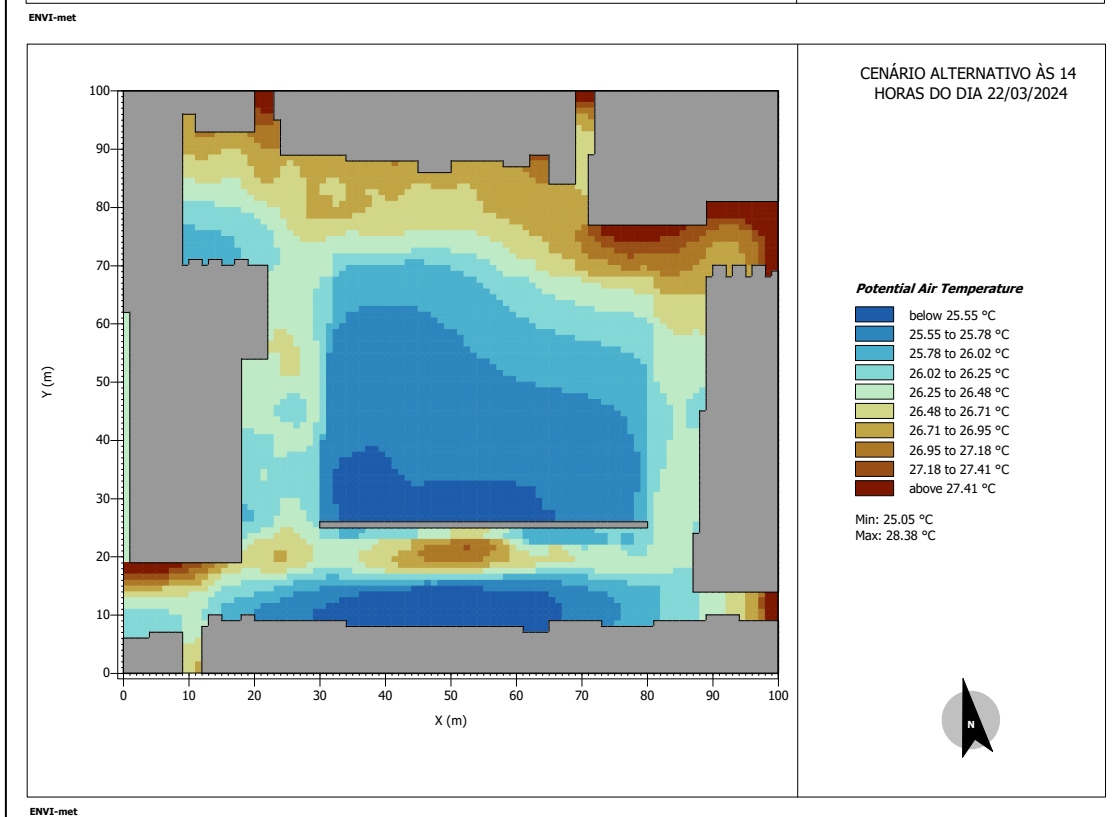 ENVI-met
CENÁRIO ALTERNATIVO ÀS 14
HORAS DO DIA 22/03/2024
100
90
80
70
60
50
40
30
20
10
0
Y (m)
0 10 20 30 40 50 60 70 80 90 100
X (m)
Potential Air Temperature
below 25.55 °C
25.55 to 25.78 °C
25.78 to 26.02 °C
26.02 to 26.25 °C
26.25 to 26.48 °C
26.48 to 26.71 °C
26.71 to 26.95 °C
26.95 to 27.18 °C
27.18 to 27.41 °C
above 27.41 °C
Min: 25.05 °C
Max: 28.38 °C
N
ENVI-met